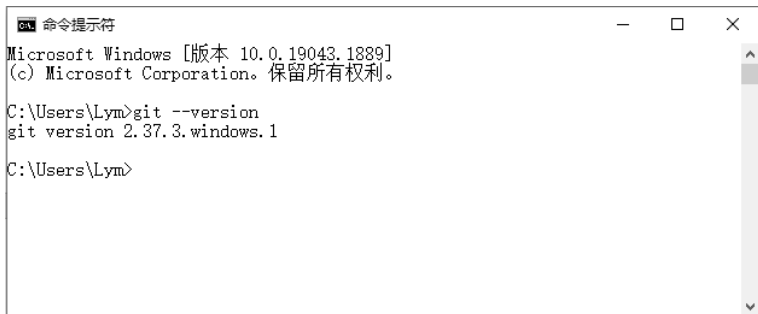 命令提示符
Microsoft Windows [版本 10.0.19043.1889]
(c) Microsoft Corporation。保留所有权利。
C:\Users\Lym>git --version
git version 2.37.3.windows.1
C:\Users\Lym>